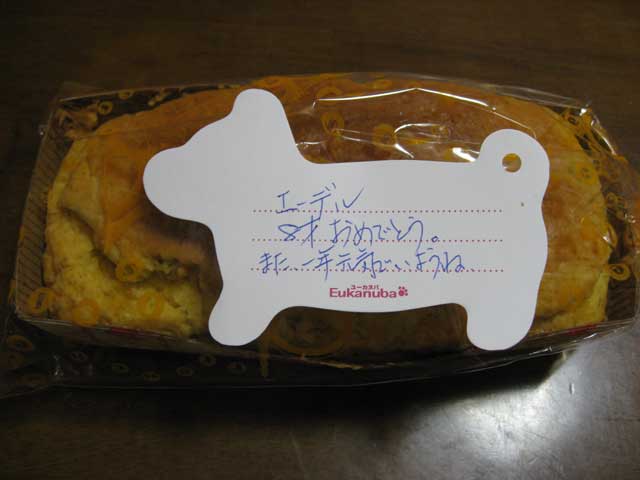 エーデル
8才 おめでとう。
また、一年元気でいようね
ユーカヌバ
Eukanuba